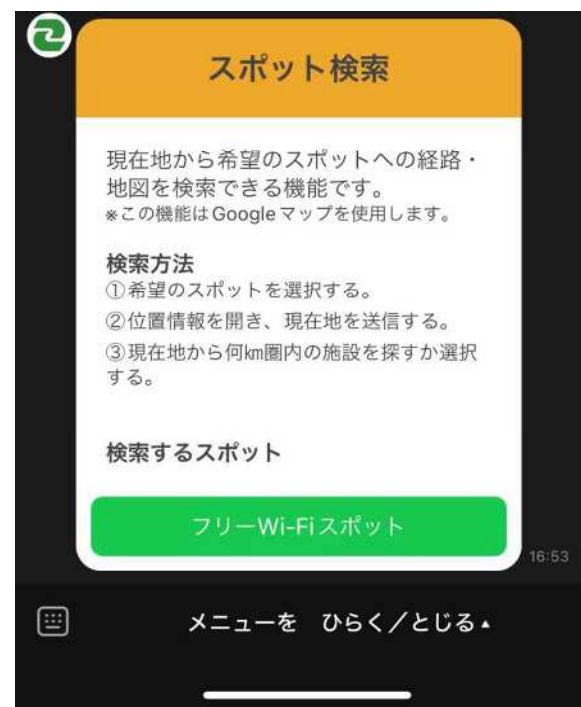 スポット検索
現在地から希望のスポットへの経路・
地図を検索できる機能です。
※この機能はGoogleマップを使用します。
検索方法
①希望のスポットを選択する。
②位置情報を開き、現在地を送信する。
③現在地から何㎞圏内の施設を探すか選択
する。
検索するスポット
フリーWi-Fiスポット
16:53
メニューを　ひらく／とじる▲